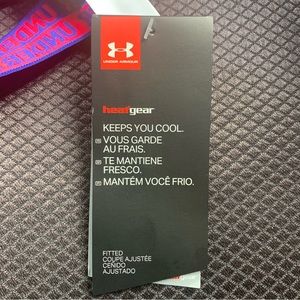 UNDER ARMOUR
heatgear
KEEPS YOU COOL.
VOUS GARDE
AU FRAIS.
TE MANTIENE
FRESCO.
MANTÉM VOCÊ FRIO.
FITTED
COUPE AJUSTÉE
CEÑIDO
AJUSTADO